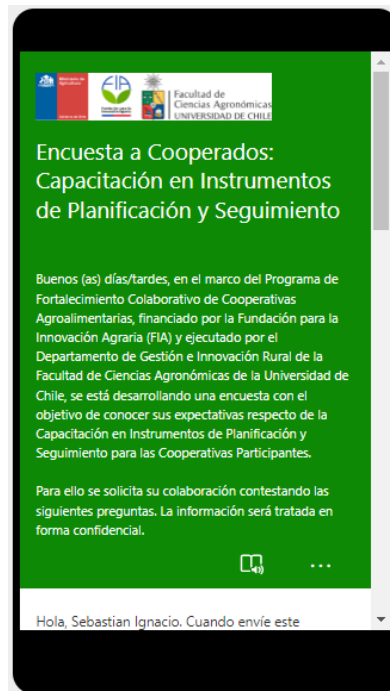 Ministerio de
Agricultura
Gobierno de Chile
FIA
Facultad de
Ciencias Agronómicas
UNIVERSIDAD DE CHILE
Encuesta a Cooperados:
Capacitación en Instrumentos
de Planificación y Seguimiento
Buenos (as) días/tardes, en el marco del Programa de
Fortalecimiento Colaborativo de Cooperativas
Agroalimentarias, financiado por la Fundación para la
Innovación Agraria (FIA) y ejecutado por el
Departamento de Gestión e Innovación Rural de la
Facultad de Ciencias Agronómicas de la Universidad de
Chile, se está desarrollando una encuesta con el
objetivo de conocer sus expectativas respecto de la
Capacitación en Instrumentos de Planificación y
Seguimiento para las Cooperativas Participantes.
Para ello se solicita su colaboración contestando las
siguientes preguntas. La información será tratada en
forma confidencial.
Hola, Sebastian Ignacio. Cuando envíe este